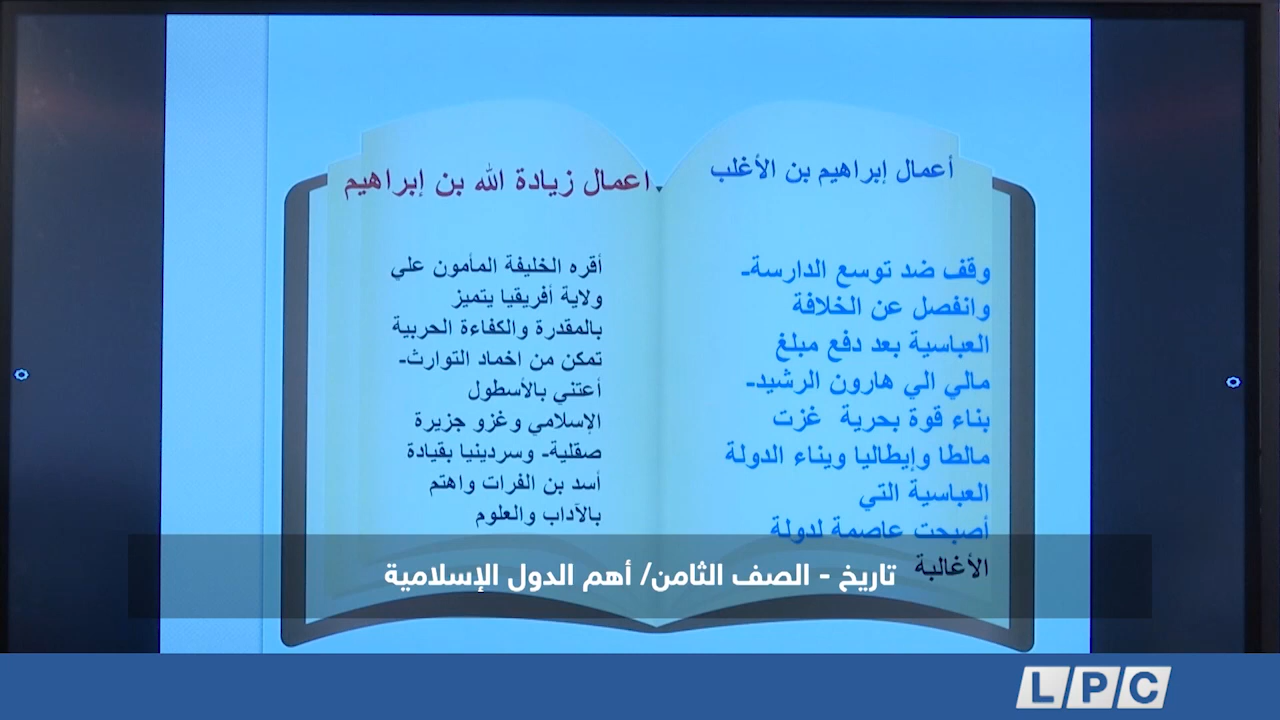 أعمال إبراهيم بن الأغلب
وقف ضد توسع الدارسة-
وانفصل عن الخلافة
العباسية بعد دفع مبلغ
مالي الي هارون الرشيد-
بناء قوة بحرية غزت
مالطا وإيطاليا ويناء الدولة
العباسية التي
أصبحت عاصمة لدولة
الأغالبة
اعمال زيادة الله بن إبراهيم
أقره الخليفة المأمون علي
ولاية أفريقيا يتميز
بالمقدرة والكفاءة الحربية
تمكن من اخماد التوارث-
أعتني بالأسطول
الإسلامي وغزو جزيرة
صقلية- وسردينيا بقيادة
أسد بن الفرات واهتم
بالآداب والعلوم
تاريخ - الصف الثامن/ أهم الدول الإسلامية
LPC